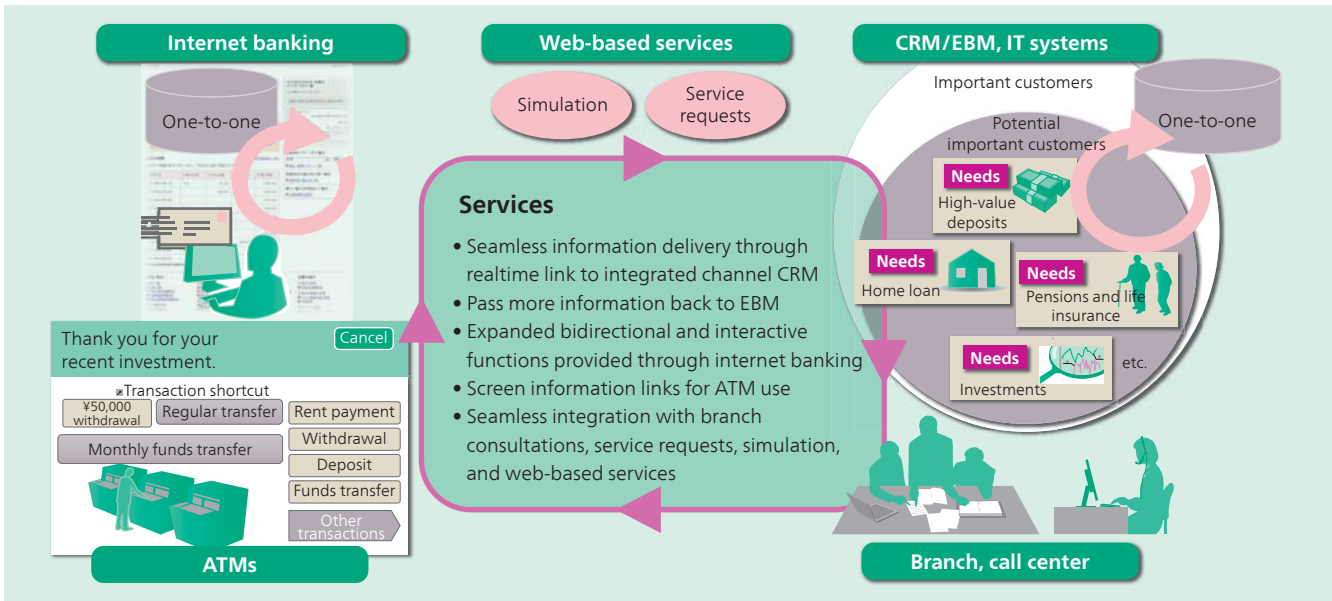 Internet banking
One-to-one
Web-based services
Simulation
Service
requests
CRM/EBM, IT systems
Important customers
Potential
important customers
One-to-one
Needs
High-value
deposits
Needs
Home loan
Needs
Pensions and life
insurance
Needs
Investments
etc.
Services
• Seamless information delivery through
realtime link to integrated channel CRM
• Pass more information back to EBM
• Expanded bidirectional and interactive
functions provided through internet banking
• Screen information links for ATM use
• Seamless integration with branch
consultations, service requests, simulation,
and web-based services
Thank you for your
recent investment.
Cancel
Transaction shortcut
¥50,000
withdrawal
Regular transfer
Monthly funds transfer
Rent payment
Withdrawal
Deposit
Funds transfer
Other
transactions
ATMs
Branch, call center